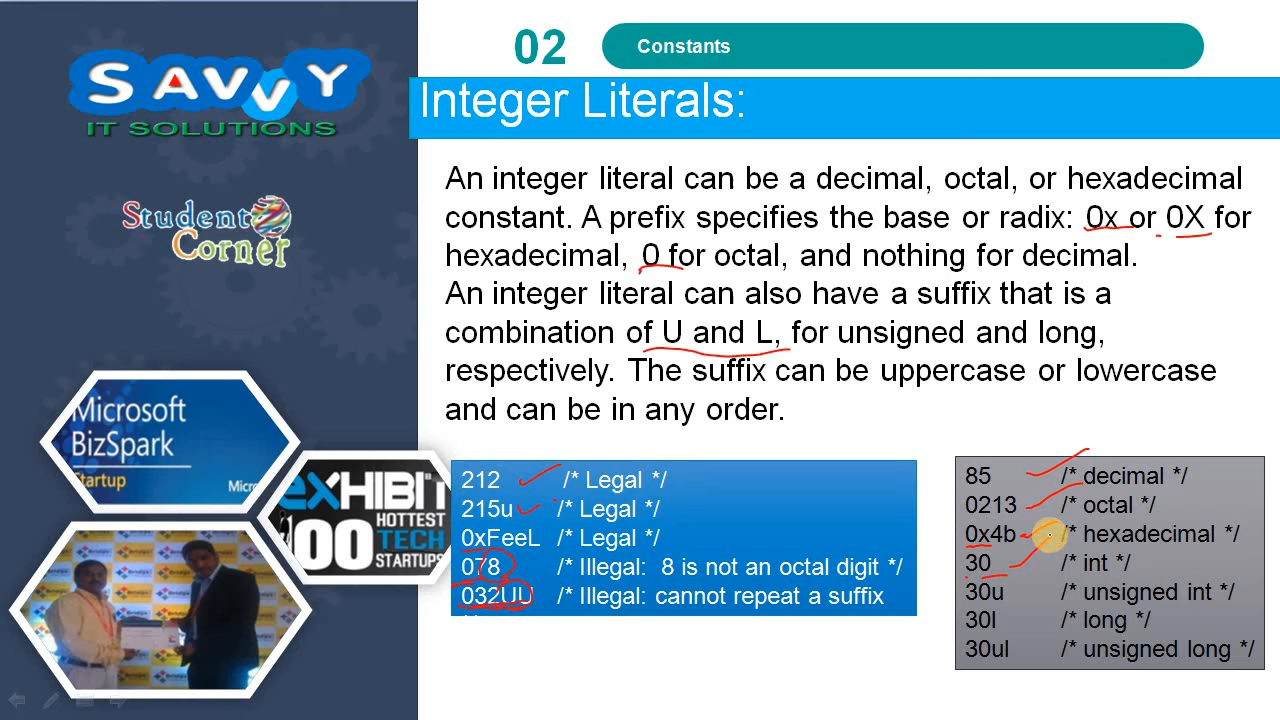 SAVVY
IT SOLUTIONS
Student
Corner
Microsoft
BizSpark
Startup
Micros
eXHIBIT
100 HOTTEST
TECH
STARTUPS
02
Constants
Integer Literals:
An integer literal can be a decimal, octal, or hexadecimal
constant. A prefix specifies the base or radix: 0x or 0X for
hexadecimal, 0 for octal, and nothing for decimal.
An integer literal can also have a suffix that is a
combination of U and L, for unsigned and long,
respectively. The suffix can be uppercase or lowercase
and can be in any order.
212 /* Legal */
215u /* Legal */
0xFeeL /* Legal */
078 /* Illegal: 8 is not an octal digit */
032UU /* Illegal: cannot repeat a suffix
85 /* decimal */
0213 /* octal */
0x4b /* hexadecimal */
30 /* int */
30u /* unsigned int */
30l /* long */
30ul /* unsigned long */